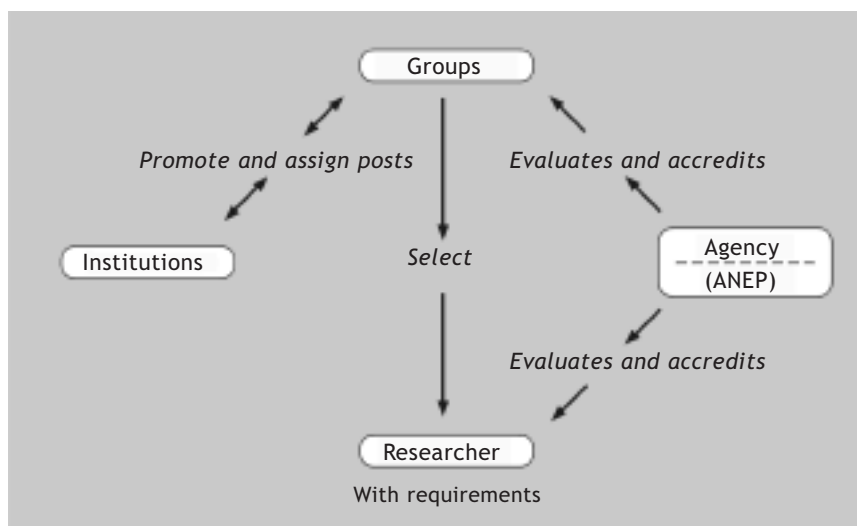 Groups
Promote and assign posts
Evaluates and accredits
Institutions
Select
Agency
(ANEP)
Evaluates and accredits
Researcher
With requirements